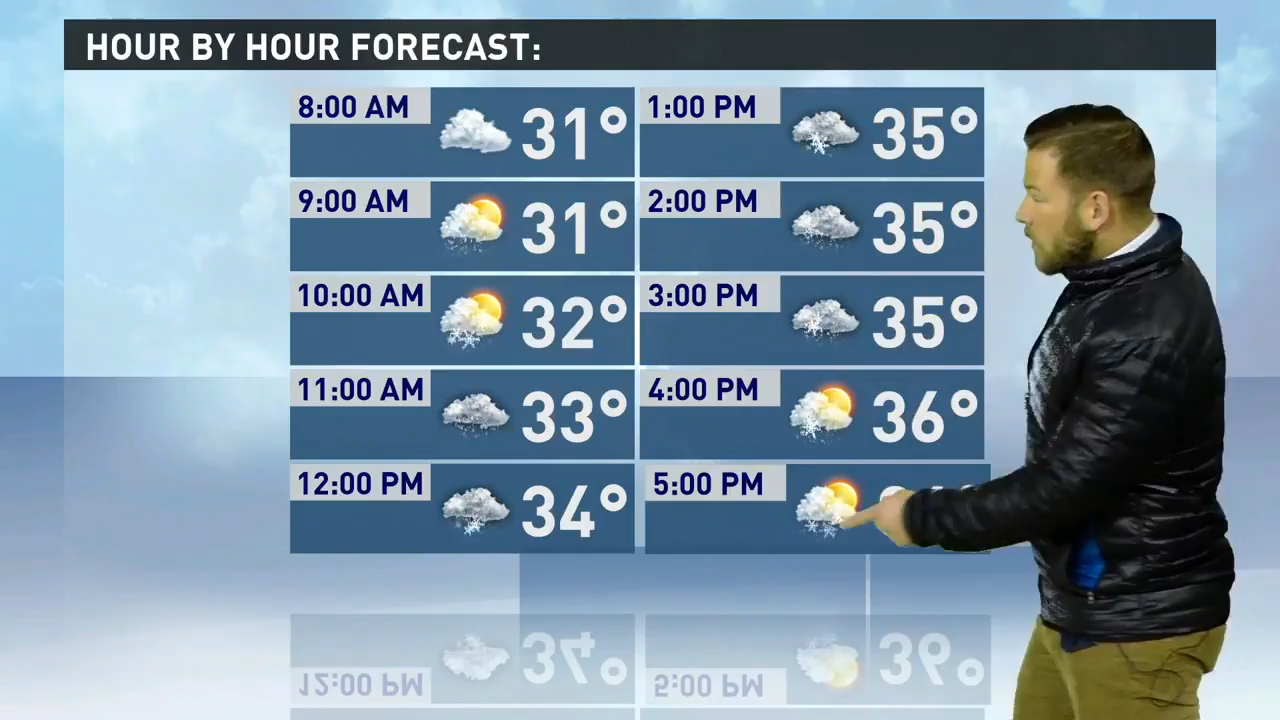 HOUR BY HOUR FORECAST:
8:00 AM 31°
9:00 AM 31°
10:00 AM 32°
11:00 AM 33°
12:00 PM 34°
1:00 PM 35°
2:00 PM 35°
3:00 PM 35°
4:00 PM 36°
5:00 PM